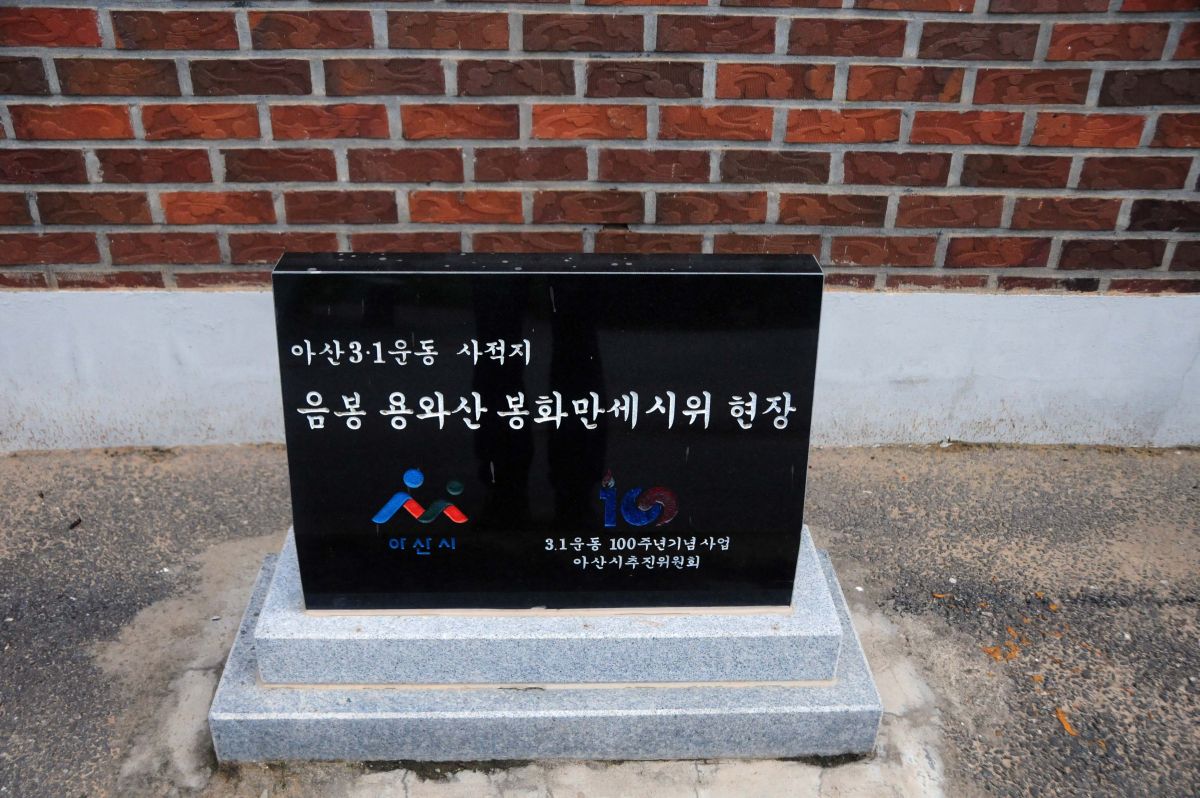 아산3·1운동 사적지
음봉 용와산 봉화만세시위 현장
아산시
100
3.1운동 100주년기념사업
아산시추진위원회